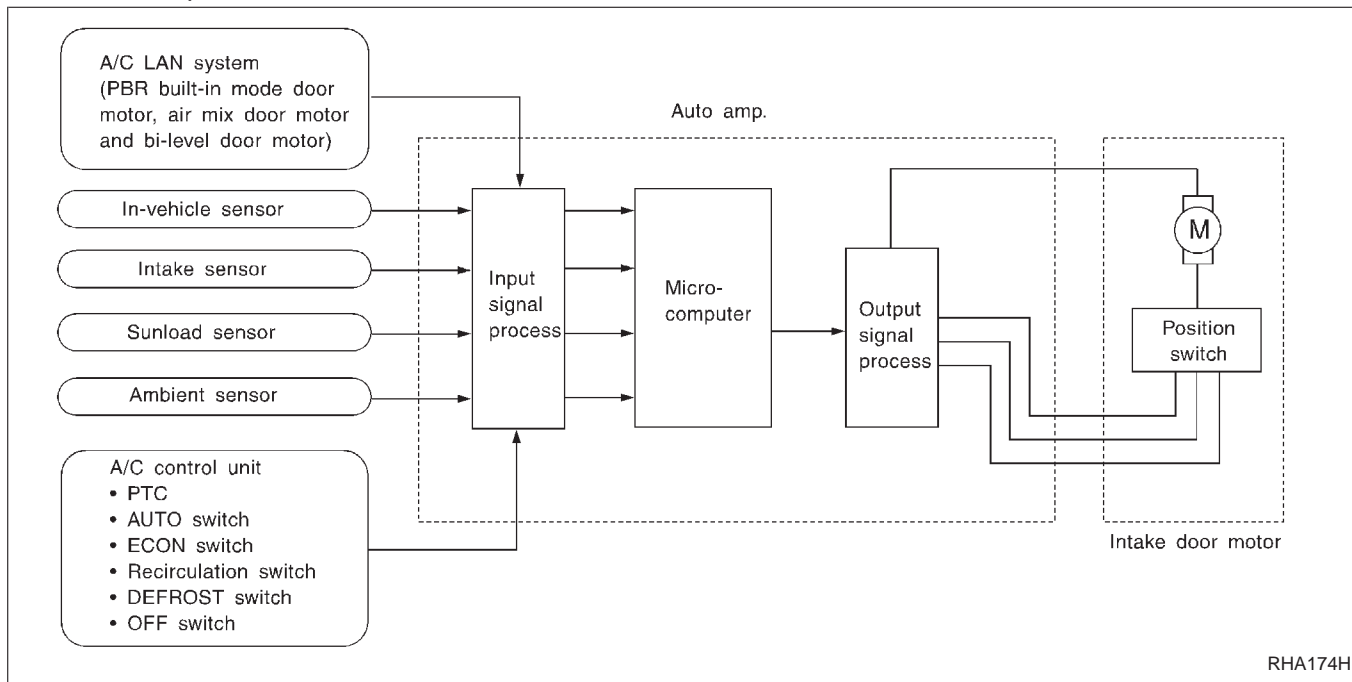 A/C LAN system
(PBR built-in mode door
motor, air mix door motor
and bi-level door motor)
In-vehicle sensor
Intake sensor
Sunload sensor
Ambient sensor
A/C control unit
• PTC
• AUTO switch
• ECON switch
• Recirculation switch
• DEFROST switch
• OFF switch
Auto amp.
Input
signal
process
Micro-
computer
Output
signal
process
M
Position
switch
Intake door motor
RHA174H